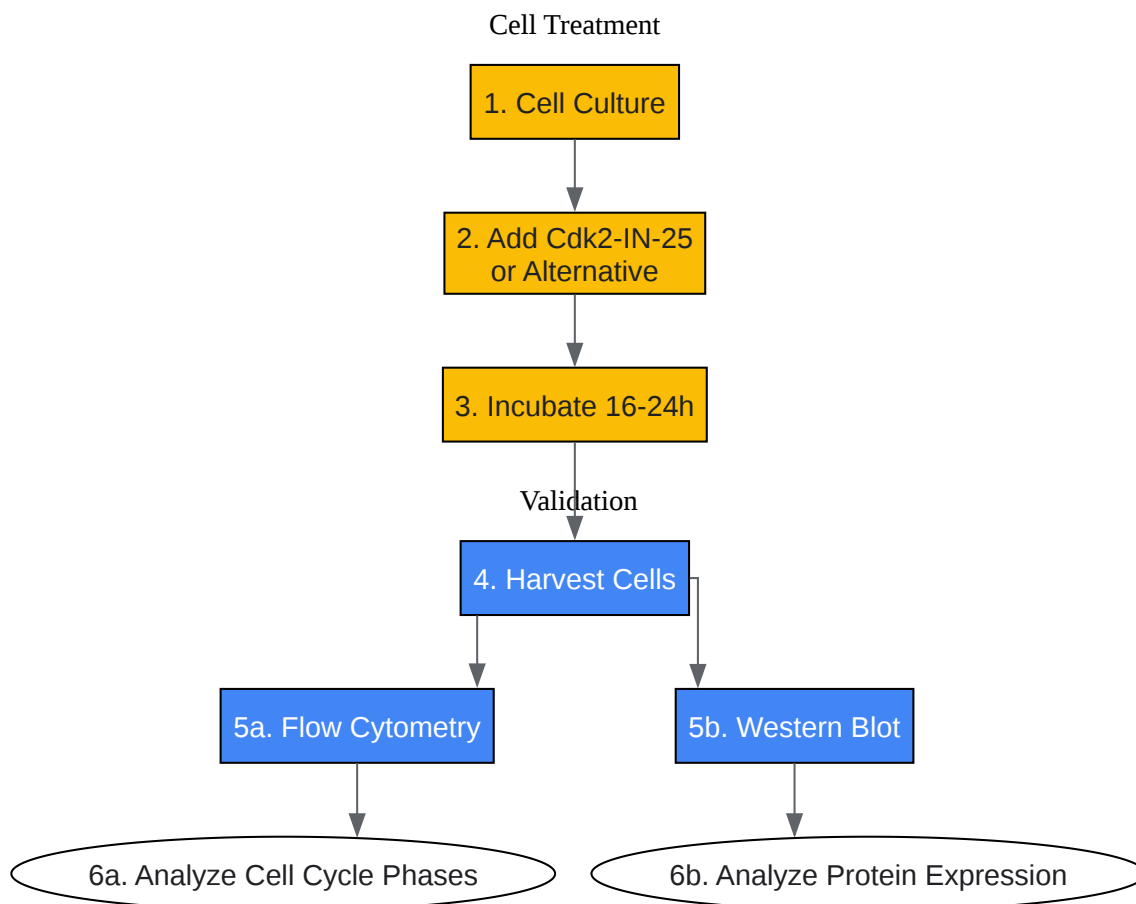 Cell Treatment
1. Cell Culture
2. Add Cdk2-IN-25
or Alternative
3. Incubate 16-24h
Validation
4. Harvest Cells
5a. Flow Cytometry
5b. Western Blot
6a. Analyze Cell Cycle Phases
6b. Analyze Protein Expression